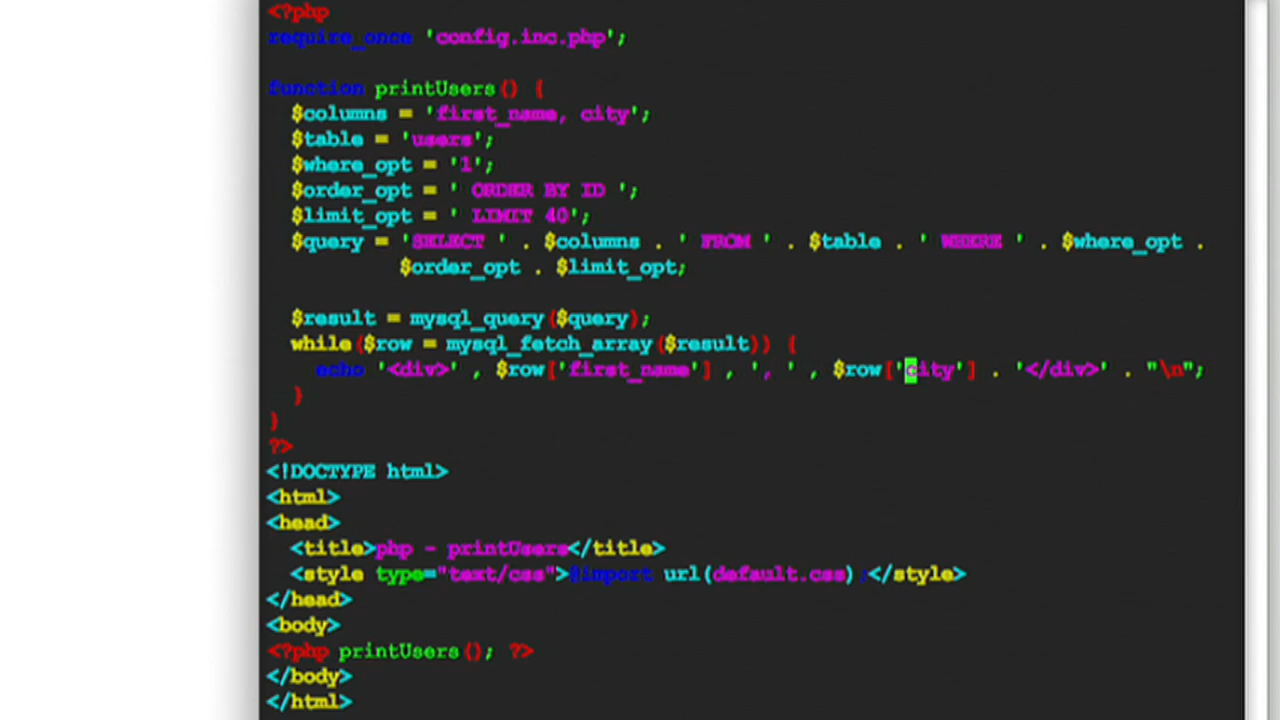 <?php
require_once 'config.inc.php';
function printUsers() {
$columns = 'first_name, city';
$table = 'users';
$where_opt = '1';
$order_opt = ' ORDER BY ID ';
$limit_opt = ' LIMIT 40';
$query = 'SELECT ' . $columns . ' FROM ' . $table . ' WHERE ' . $where_opt .
$order_opt . $limit_opt;
$result = mysql_query($query);
while($row = mysql_fetch_array($result)) {
echo '<div>' , $row['first_name'] , ', ' , $row['city'] . '</div>' . "\n";
}
}
?>
<!DOCTYPE html>
<html>
<head>
<title>php - printUsers</title>
<style type="text/css">@import url(default.css);</style>
</head>
<body>
<?php printUsers(); ?>
</body>
</html>